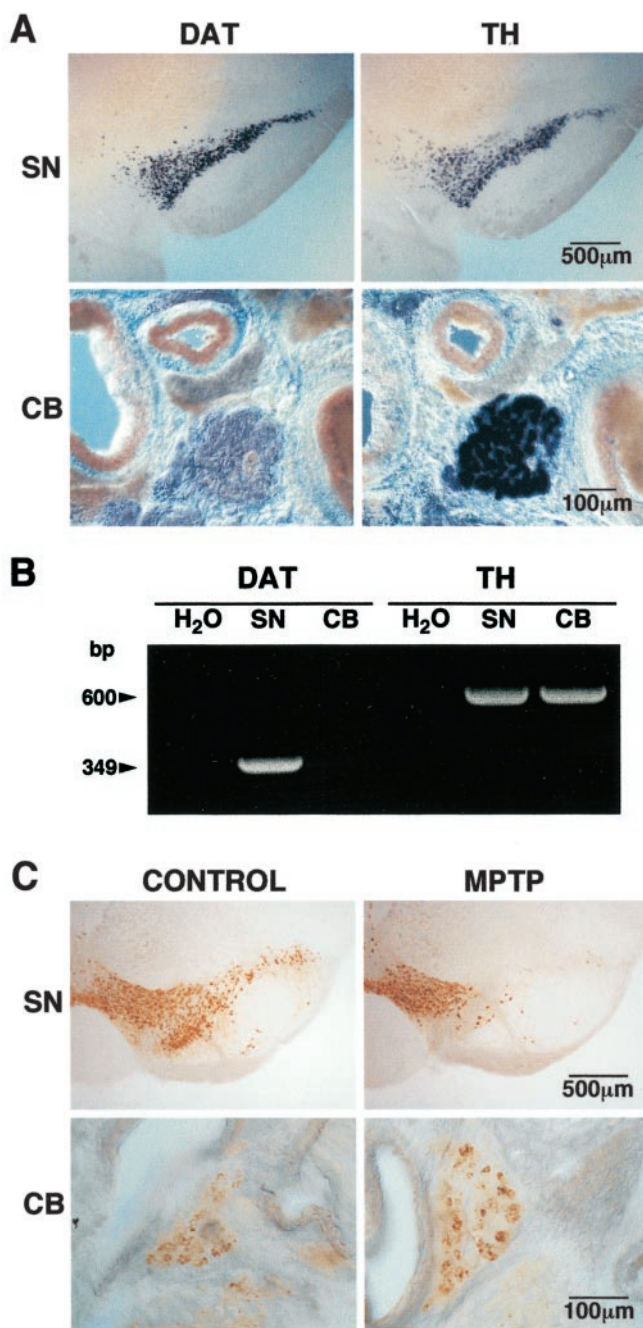 A
DAT TH
SN
500µm
CB
100µm
B
DAT TH
H₂O SN CB H₂O SN CB
bp
600
349
C
CONTROL MPTP
SN
500µm
CB
100µm